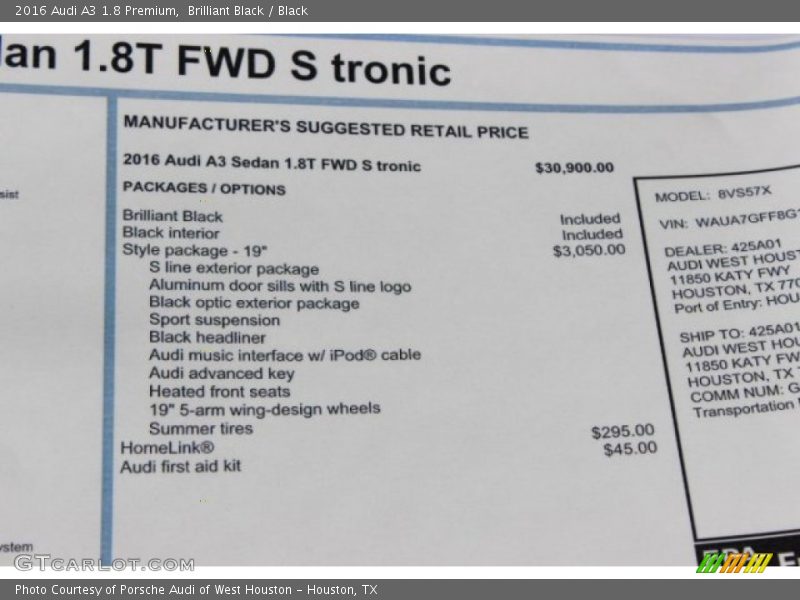 2016 Audi A3 1.8 Premium,  Brilliant Black / Black
1.8T FWD S tronic
MANUFACTURER'S SUGGESTED RETAIL PRICE
2016 Audi A3 Sedan 1.8T FWD S tronic $30,900.00
PACKAGES / OPTIONS
Brilliant Black Included
Black interior Included
Style package - 19" $3,050.00
S line exterior package
Aluminum door sills with S line logo
Black optic exterior package
Sport suspension
Black headliner
Audi music interface w/ iPod® cable
Audi advanced key
Heated front seats
19" 5-arm wing-design wheels
Summer tires
HomeLink® $295.00
Audi first aid kit $45.00
MODEL: 8VS57X
VIN: WAUA7GFF8G
DEALER: 425A01
AUDI WEST HOUST
11850 KATY FWY
HOUSTON, TX 770
Port of Entry: HOU
SHIP TO: 425A01
AUDI WEST HOU
11850 KATY FW
HOUSTON, TX
COMM NUM: G
Transportation
EPA
GTCARLOT.COM
Photo Courtesy of Porsche Audi of West Houston – Houston, TX